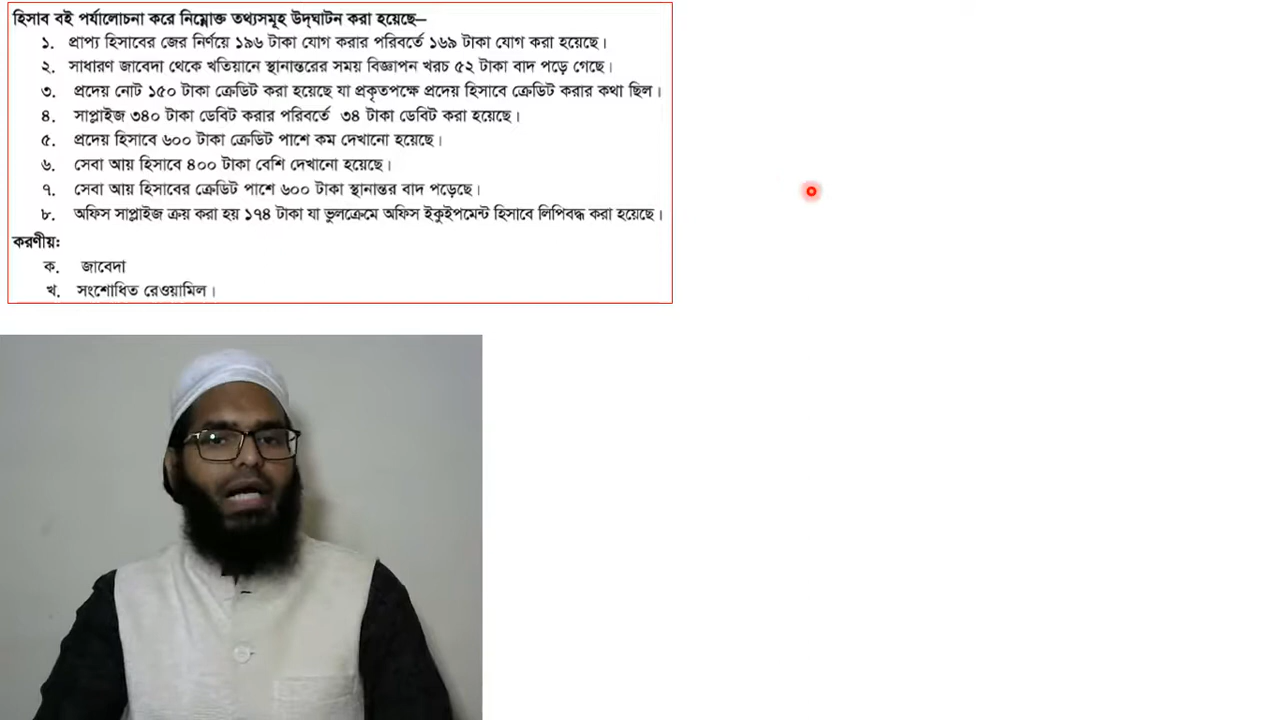 হিসাব বই পর্যালোচনা করে নিম্নোক্ত তথ্যসমূহ উদ্ঘাটন করা হয়েছে–
১. প্রাপ্য হিসাবের জের নির্ণয়ে ১৯৬ টাকা যোগ করার পরিবর্তে ১৬৯ টাকা যোগ করা হয়েছে।
২. সাধারণ জাবেদা থেকে খতিয়ানে স্থানান্তরের সময় বিজ্ঞাপন খরচ ৫২ টাকা বাদ পড়ে গেছে।
৩. প্রদেয় নোট ১৫০ টাকা ক্রেডিট করা হয়েছে যা প্রকৃতপক্ষে প্রদেয় হিসাবে ক্রেডিট করার কথা ছিল।
৪. সাপ্লাইজ ৩৪০ টাকা ডেবিট করার পরিবর্তে ৩৪ টাকা ডেবিট করা হয়েছে।
৫. প্রদেয় হিসাবে ৬০০ টাকা ক্রেডিট পাশে কম দেখানো হয়েছে।
৬. সেবা আয় হিসাবে ৪০০ টাকা বেশি দেখানো হয়েছে।
৭. সেবা আয় হিসাবের ক্রেডিট পাশে ৬০০ টাকা স্থানান্তর বাদ পড়েছে।
৮. অফিস সাপ্লাইজ ক্রয় করা হয় ১৭৪ টাকা যা ভুলক্রমে অফিস ইকুইপমেন্ট হিসাবে লিপিবদ্ধ করা হয়েছে।
করণীয়ঃ
ক. জাবেদা
খ. সংশোধিত রেওয়ামিল।